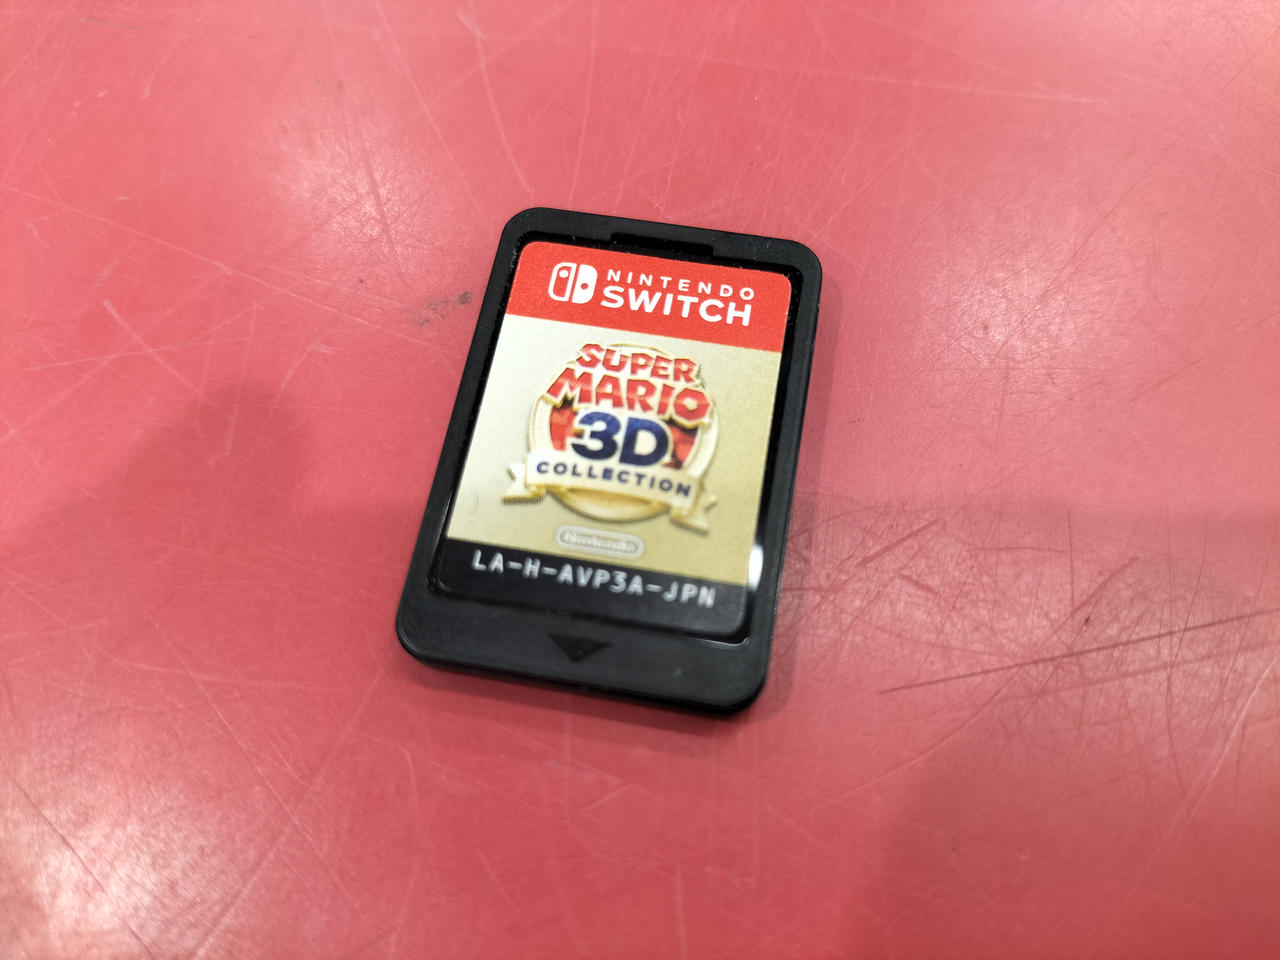 NINTENDO
SWITCH
SUPER
MARIO
3D
COLLECTION
Nintendo
LA-H-AVP3A-JPN